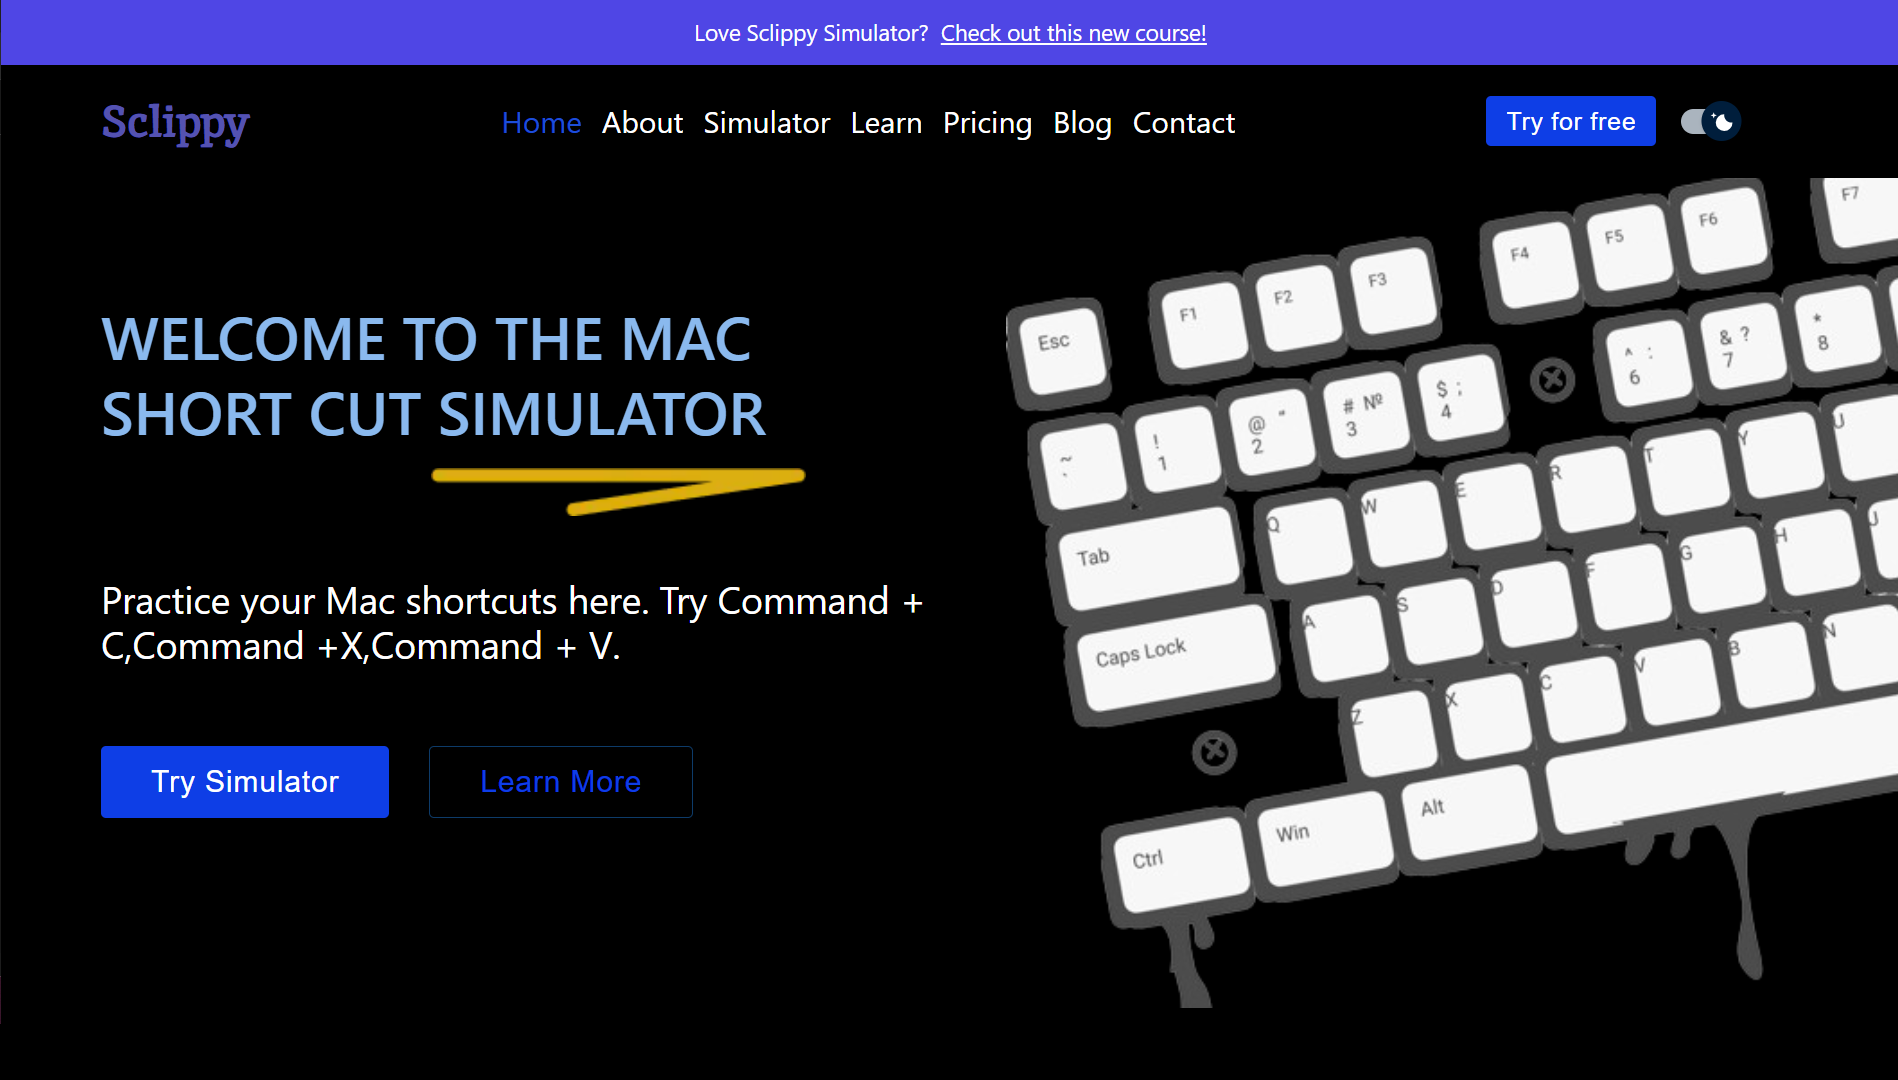 Love Sclippy Simulator? Check out this new course!
Sclippy
Home About Simulator Learn Pricing Blog Contact
Try for free
WELCOME TO THE MAC
SHORT CUT SIMULATOR
Practice your Mac shortcuts here. Try Command +
C,Command +X,Command + V.
Try Simulator
Learn More
Esc F1 F2 F3 F4 F5 F6 F7
~ ` ! 1 @ " 2 # № 3 $ ; 4 ^ : 6 & ? 7 * 8
Tab Q W E R T Y U
Caps Lock A S D F G H J
Z X C V B N
Ctrl Win Alt